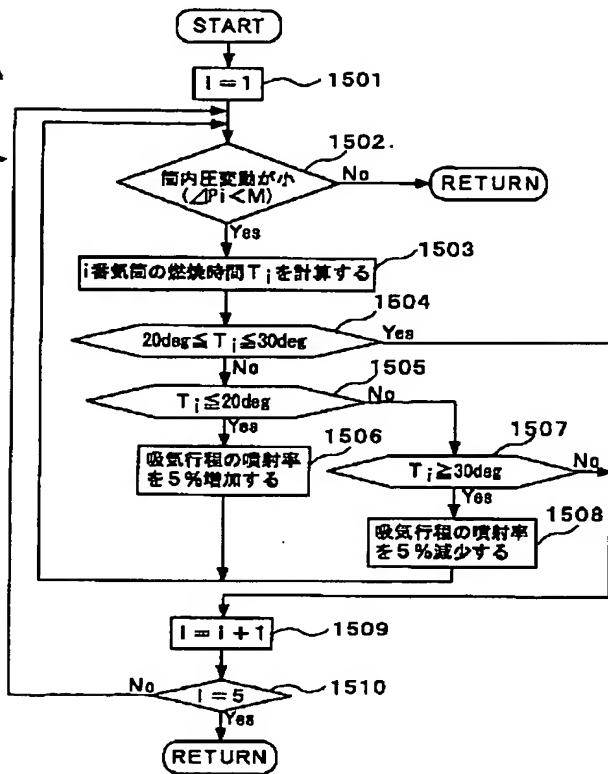 START
I = 1
1501
1502.
筒内圧変動が小
(⊿Pi<M)
No
RETURN
Yes
1503
i番気筒の燃焼時間Tiを計算する
1504
20deg≦Ti≦30deg
Yes
No
1505
Ti≦20deg
No
Yes
1506
吸気行程の噴射率
を5%増加する
1507
Ti≧30deg
No
Yes
1508
吸気行程の噴射率
を5%減少する
I = i + 1
1509
No
I = 5
1510
Yes
RETURN